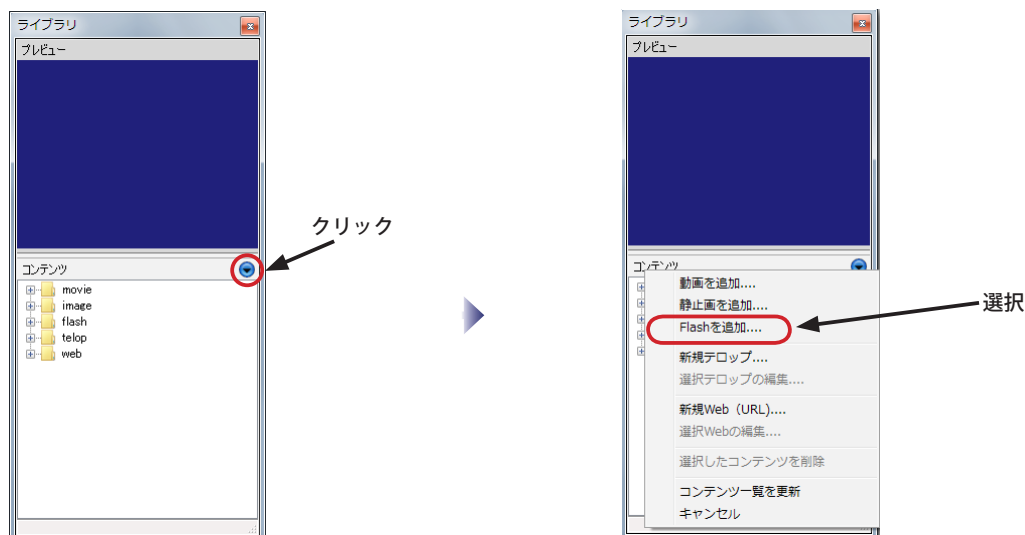 ライブラリ
プレビュー
クリック
コンテンツ
movie
image
flash
telop
web
ライブラリ
プレビュー
コンテンツ
動画を追加....
静止画を追加....
Flashを追加....
選択
新規テロップ....
選択テロップの編集....
新規Web（URL)....
選択Webの編集....
選択したコンテンツを削除
コンテンツ一覧を更新
キャンセル